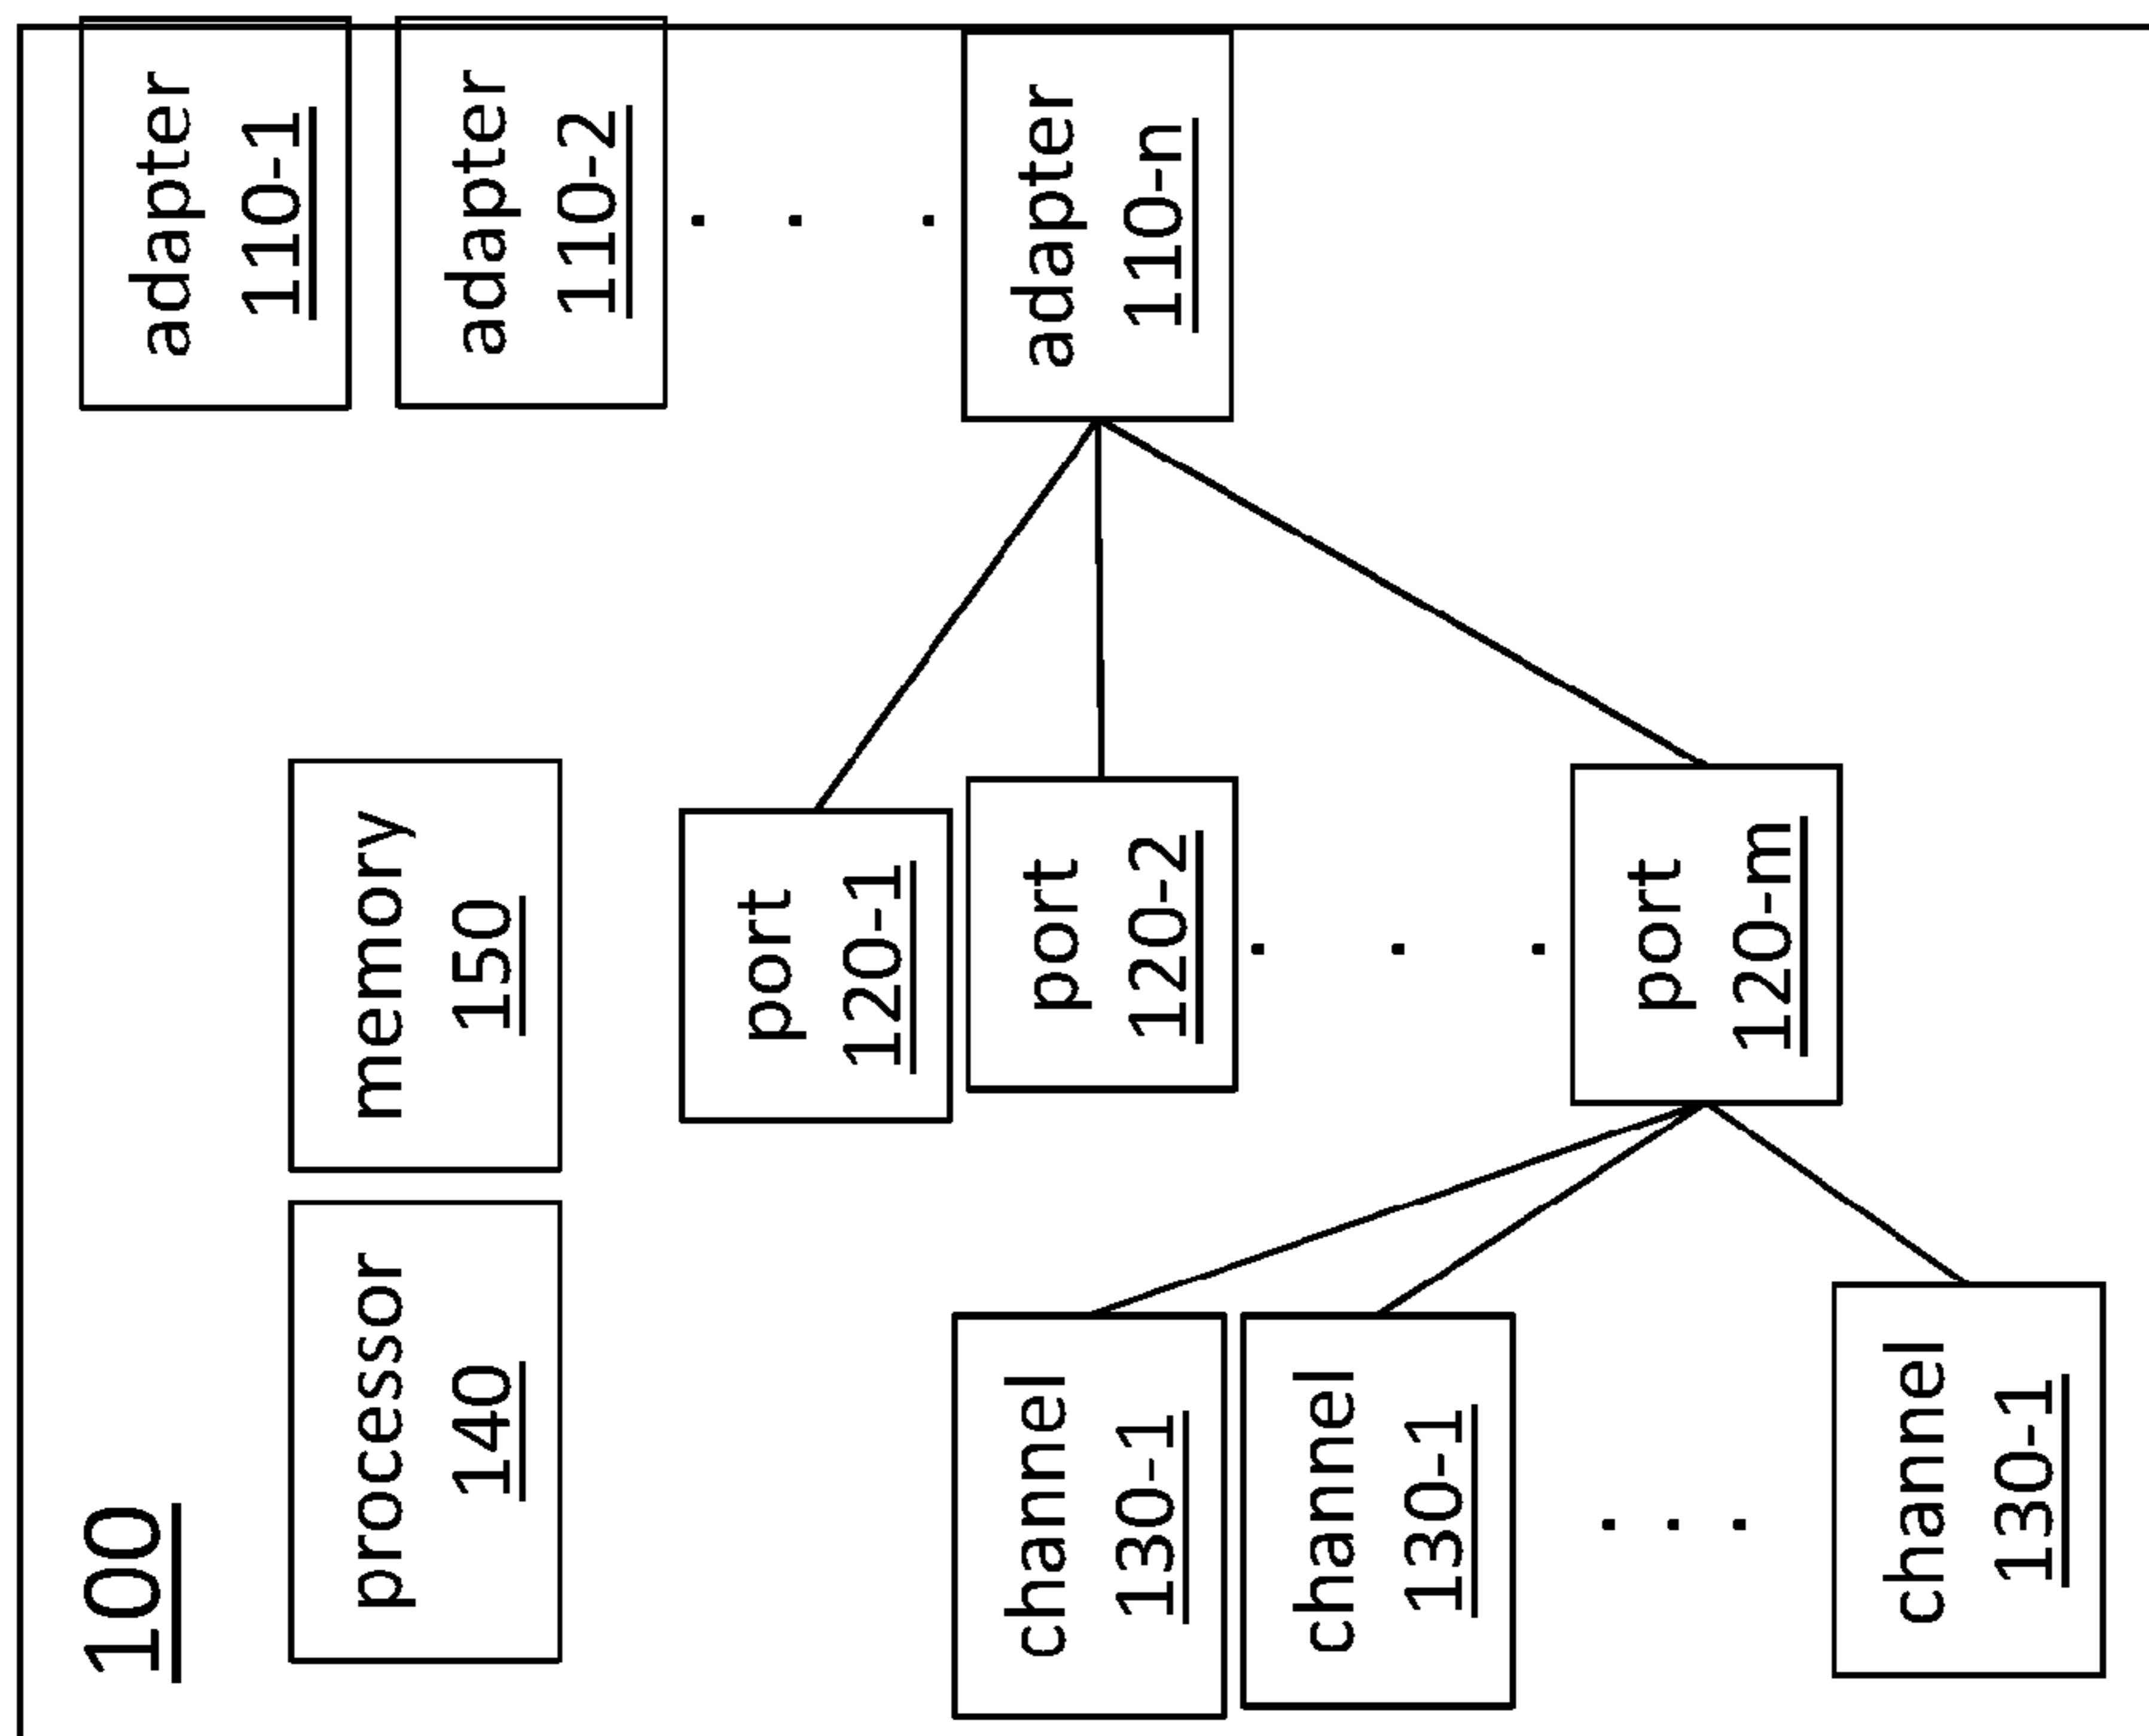 100
processor
140
memory
150
adapter
110-1
adapter
110-2
. . .
adapter
110-n
port
120-1
port
120-2
. . .
port
120-m
channel
130-1
channel
130-1
. . .
channel
130-1